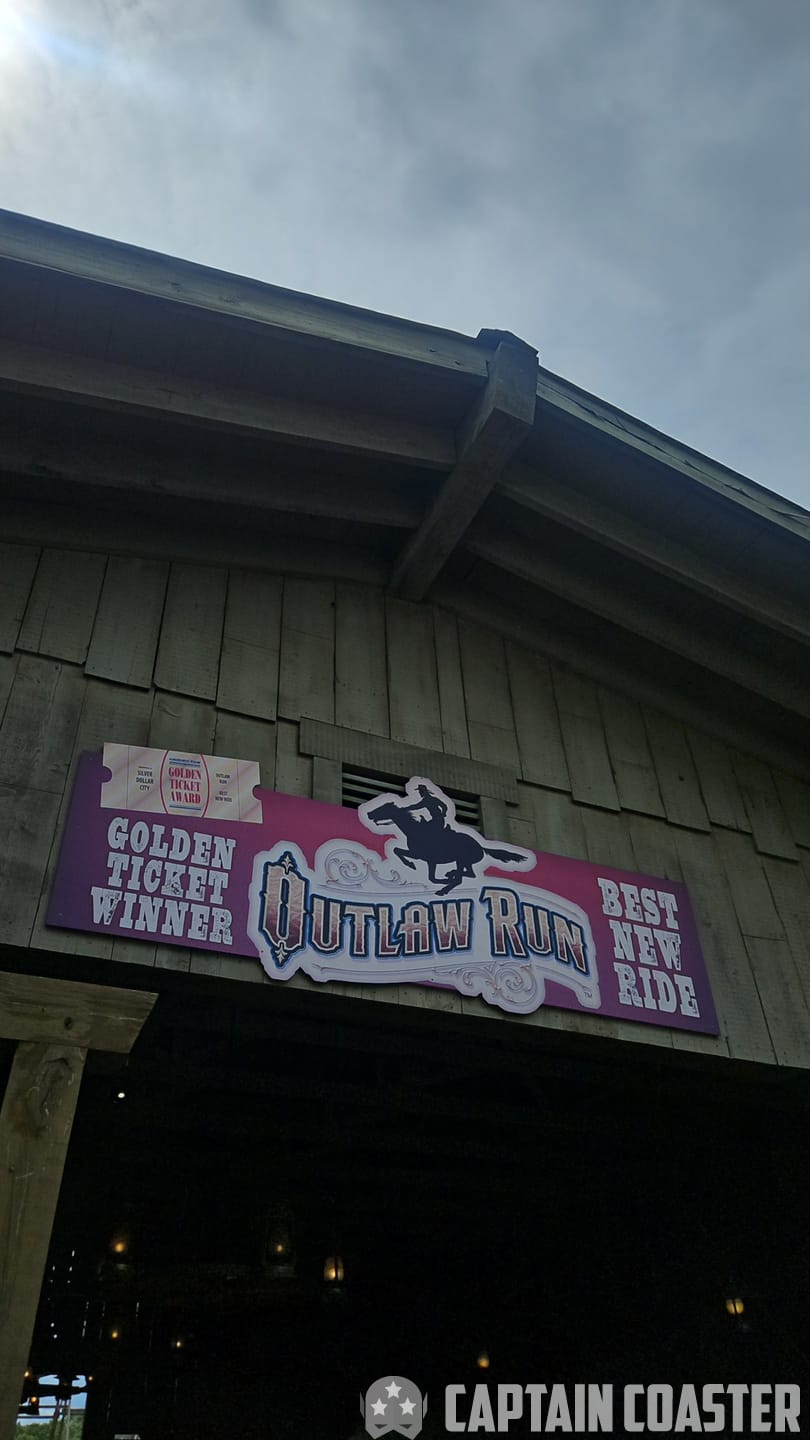 SILVER
DOLLAR
CITY
GOLDEN
TICKET
AWARD
OUTLAW
RUN
BEST
NEW RIDE
GOLDEN
TICKET
WINNER
OUTLAW RUN
TM
BEST
NEW
RIDE
CAPTAIN COASTER